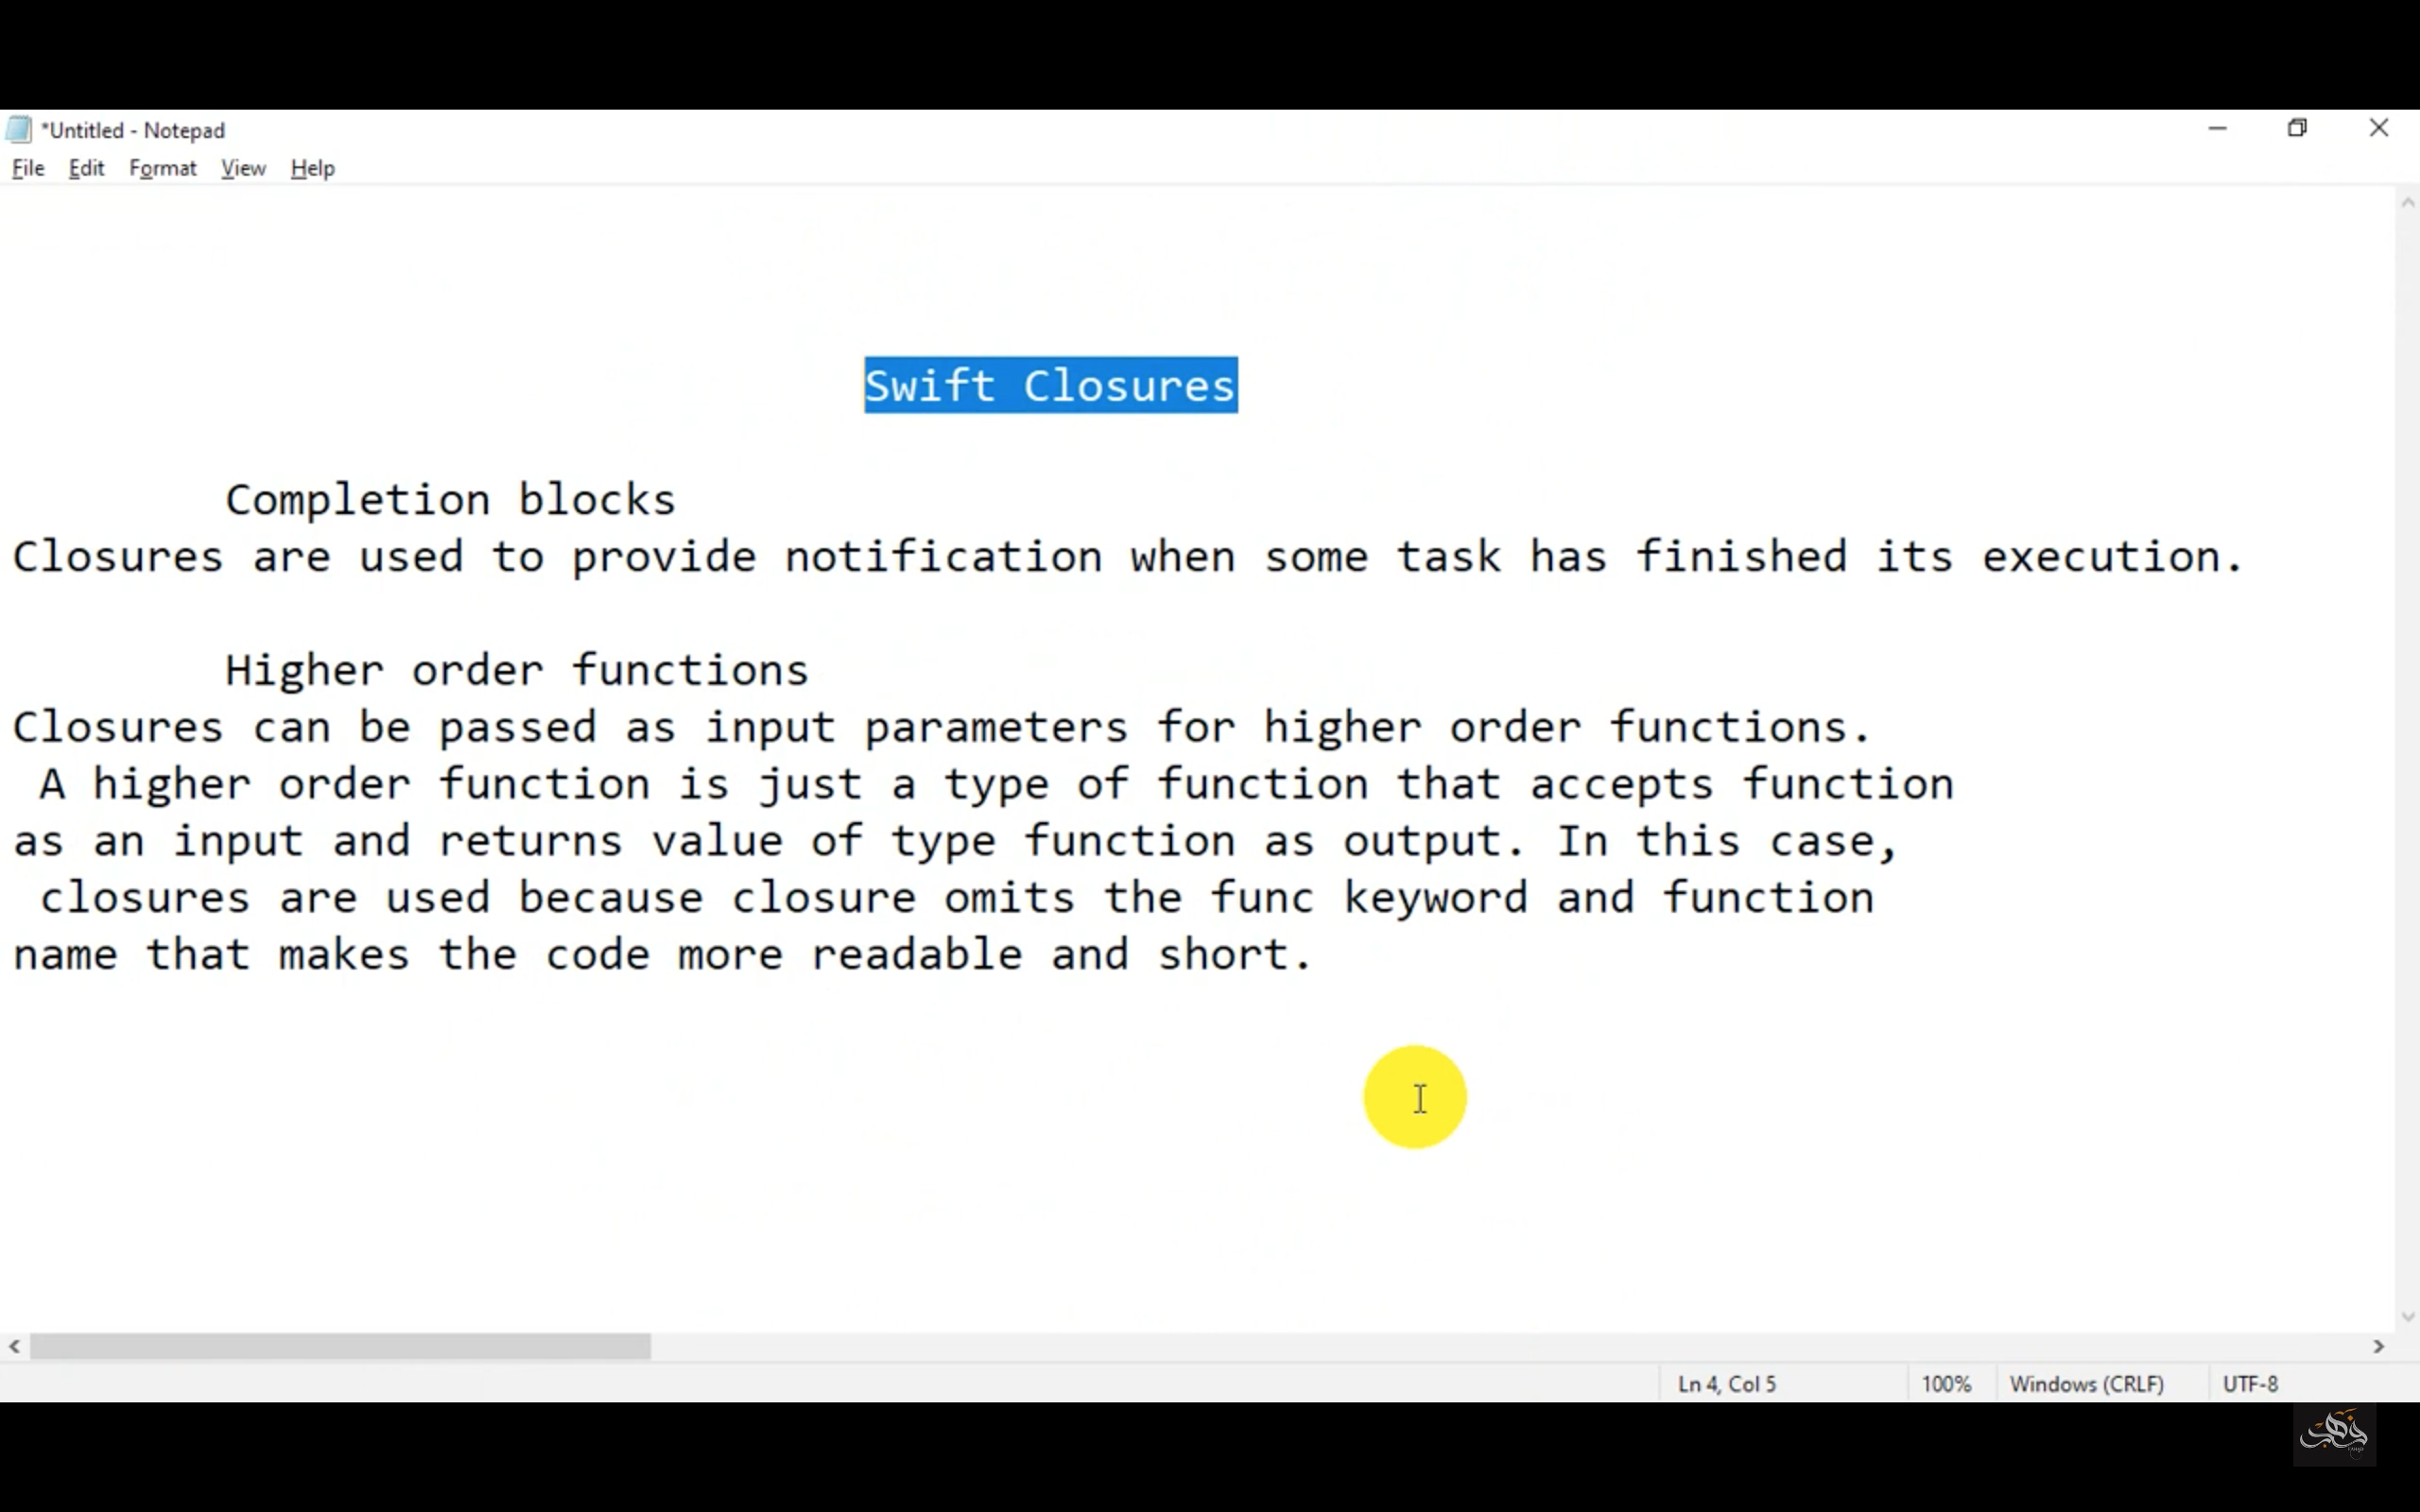 *Untitled - Notepad
File Edit Format View Help
Swift Closures
Completion blocks
Closures are used to provide notification when some task has finished its execution.
Higher order functions
Closures can be passed as input parameters for higher order functions.
A higher order function is just a type of function that accepts function
as an input and returns value of type function as output. In this case,
closures are used because closure omits the func keyword and function
name that makes the code more readable and short.
Ln 4, Col 5 100% Windows (CRLF) UTF-8